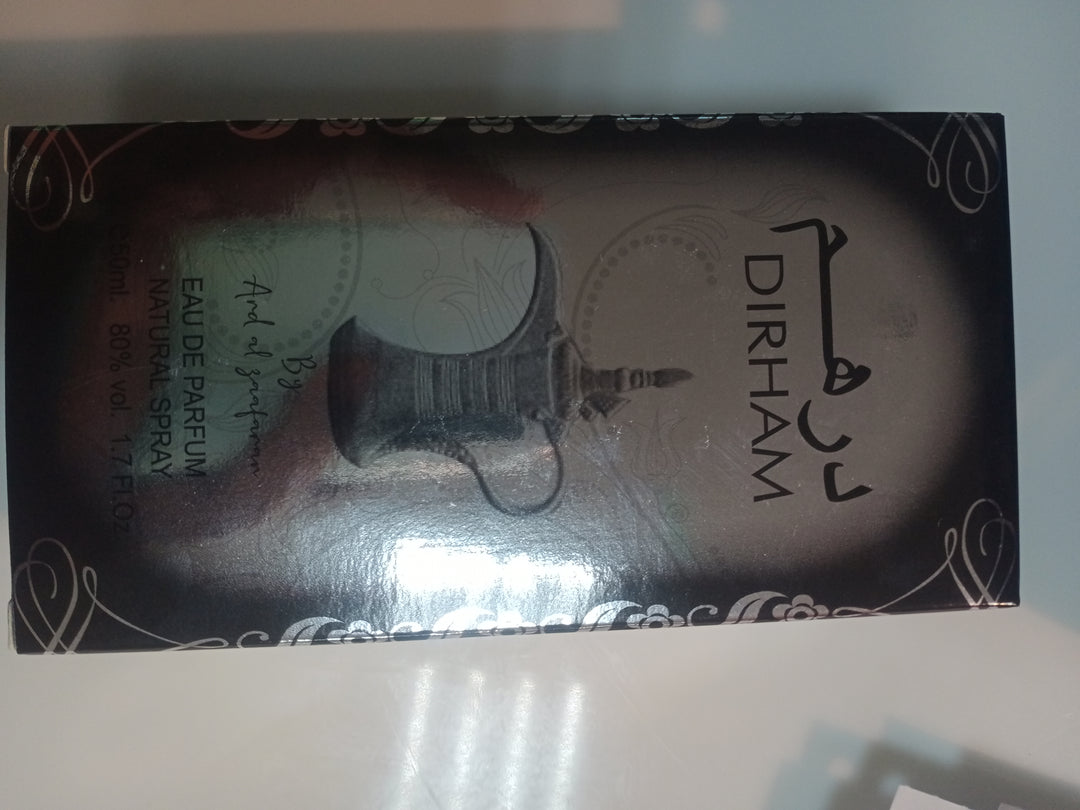 درهم
DIRHAM
By
Ard al zaafaran
EAU DE PARFUM
NATURAL SPRAY
50ml. 80% vol. 1.7 Fl.Oz